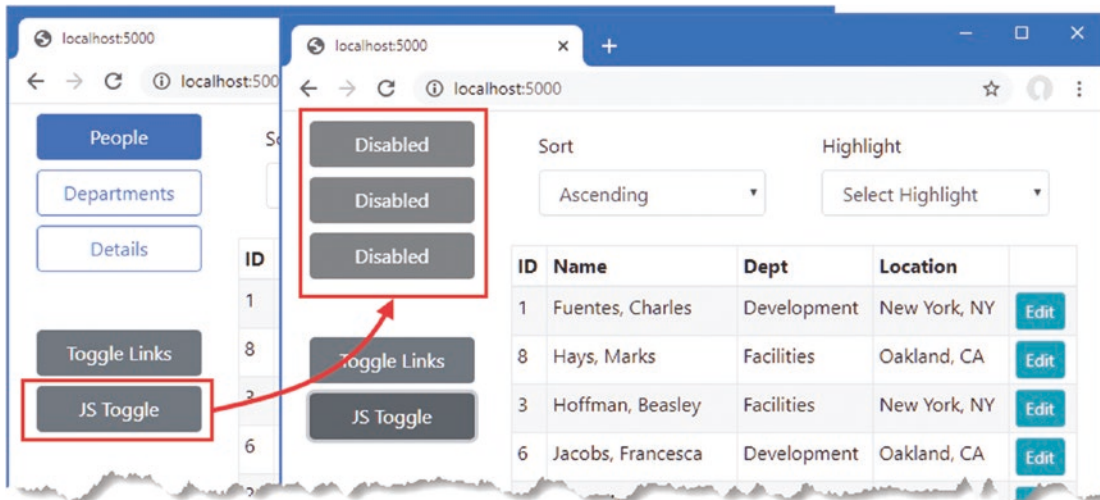 localhost:5000
localhost:500
People
Departments
Details
Toggle Links
JS Toggle
ID
1
8
6
localhost:5000
localhost:5000
Disabled
Disabled
Disabled
Toggle Links
JS Toggle
Sort
Highlight
Ascending
Select Highlight
ID Name Dept Location
1 Fuentes, Charles Development New York, NY Edit
8 Hays, Marks Facilities Oakland, CA Edit
3 Hoffman, Beasley Facilities New York, NY Edit
6 Jacobs, Francesca Development Oakland, CA Edit